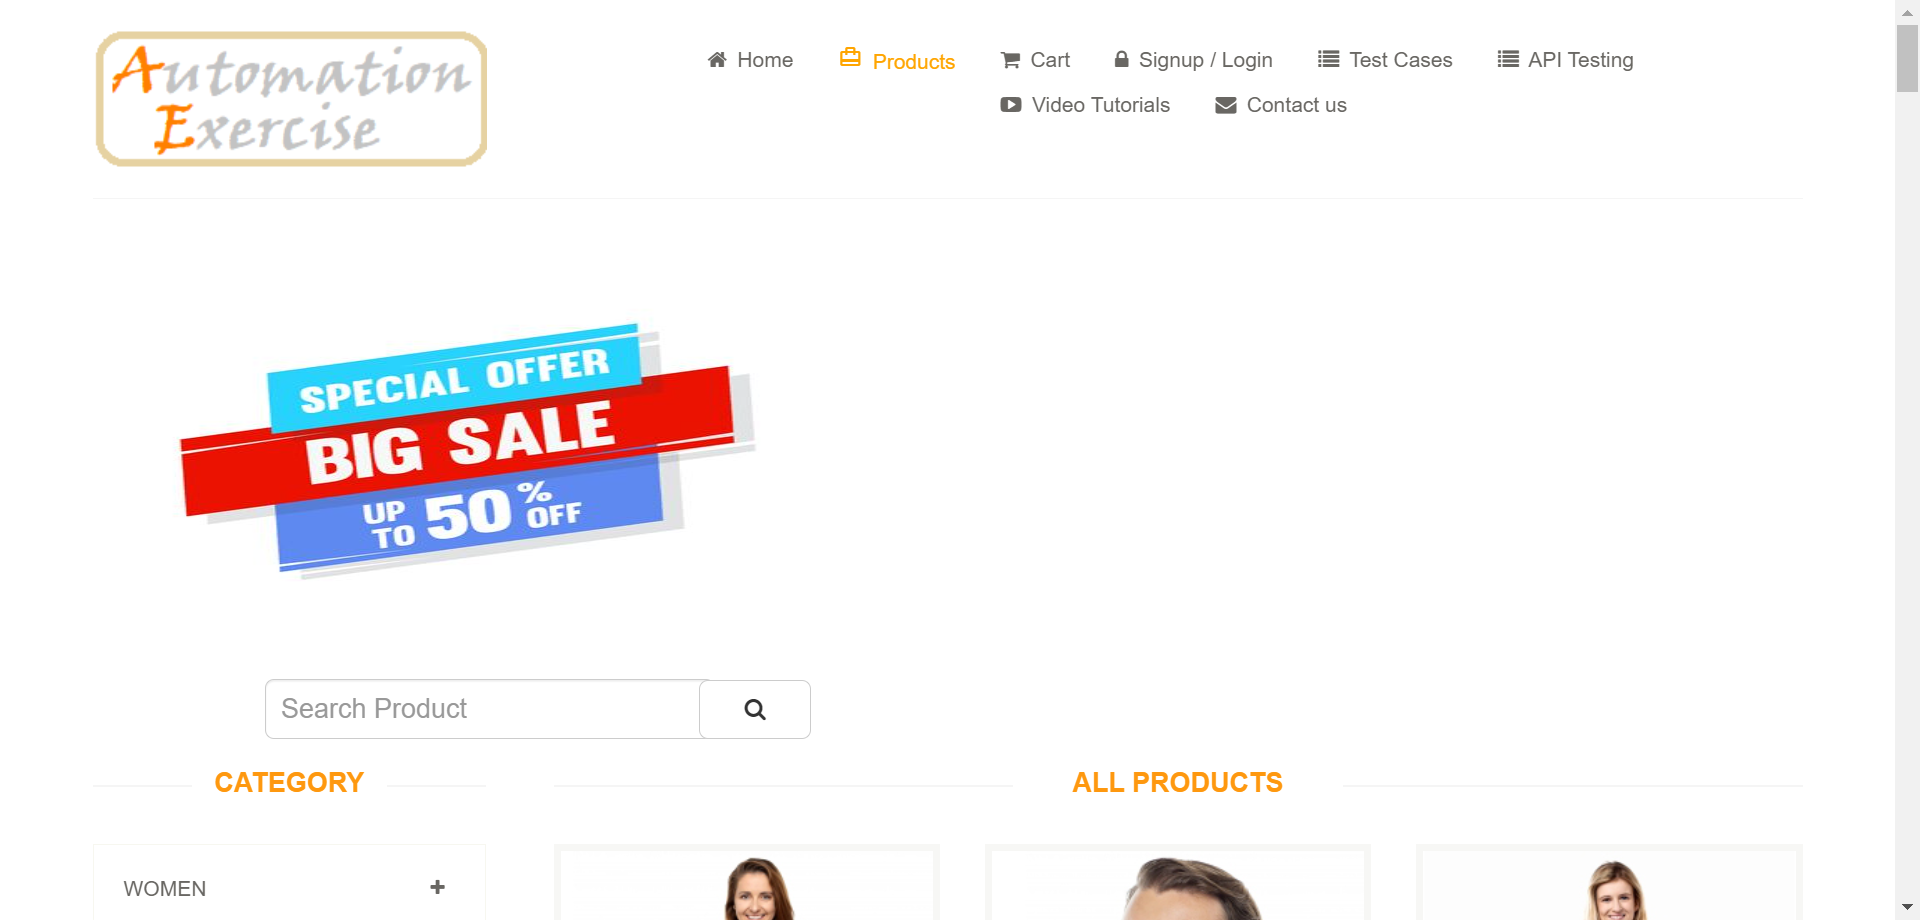 Automation
Exercise
Home
Products
Cart
Signup / Login
Test Cases
API Testing
Video Tutorials
Contact us
SPECIAL OFFER
BIG SALE
UP TO 50% OFF
Search Product
CATEGORY
ALL PRODUCTS
WOMEN